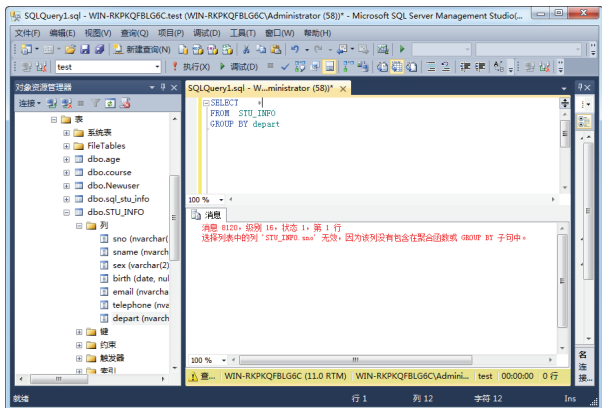 SQLQuery1.sql - WIN-RKPKQFBLG6C.test (WIN-RKPKQFBLG6C\Administrator (58))* - Microsoft SQL Server Management Studio(...
文件(F) 编辑(E) 视图(V) 查询(Q) 项目(P) 调试(D) 工具(T) 窗口(W) 帮助(H)
新建查询(N)
test 执行(X) 调试(D)
对象资源管理器
连接
表
系统表
FileTables
dbo.age
dbo.course
dbo.Newuser
dbo.sql_stu_info
dbo.STU_INFO
列
sno (nvarchar(
sname (nvarch
sex (varchar(2)
birth (date, nul
email (nvarcha
telephone (nva
depart (nvarch
键
约束
触发器
索引
SQLQuery1.sql - W...ministrator (58))*
SELECT *
FROM STU_INFO
GROUP BY depart
100 %
消息
消息 8120，级别 16，状态 1，第 1 行
选择列表中的列 'STU_INFO.sno' 无效，因为该列没有包含在聚合函数或 GROUP BY 子句中。
100 %
查... WIN-RKPKQFBLG6C (11.0 RTM) WIN-RKPKQFBLG6C\Admini... test 00:00:00 0 行
名
连
接...
就绪 行 1 列 12 字符 12 Ins